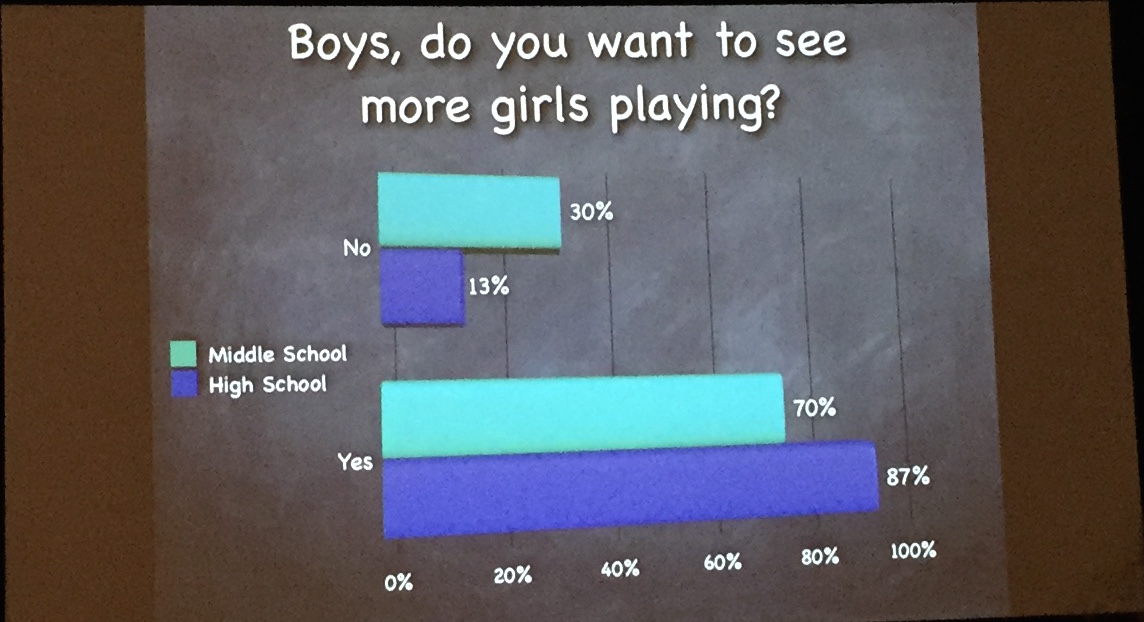 Boys, do you want to see
more girls playing?
30%
No
13%
Middle School
High School
70%
Yes
87%
0%
20%
40%
60%
80%
100%